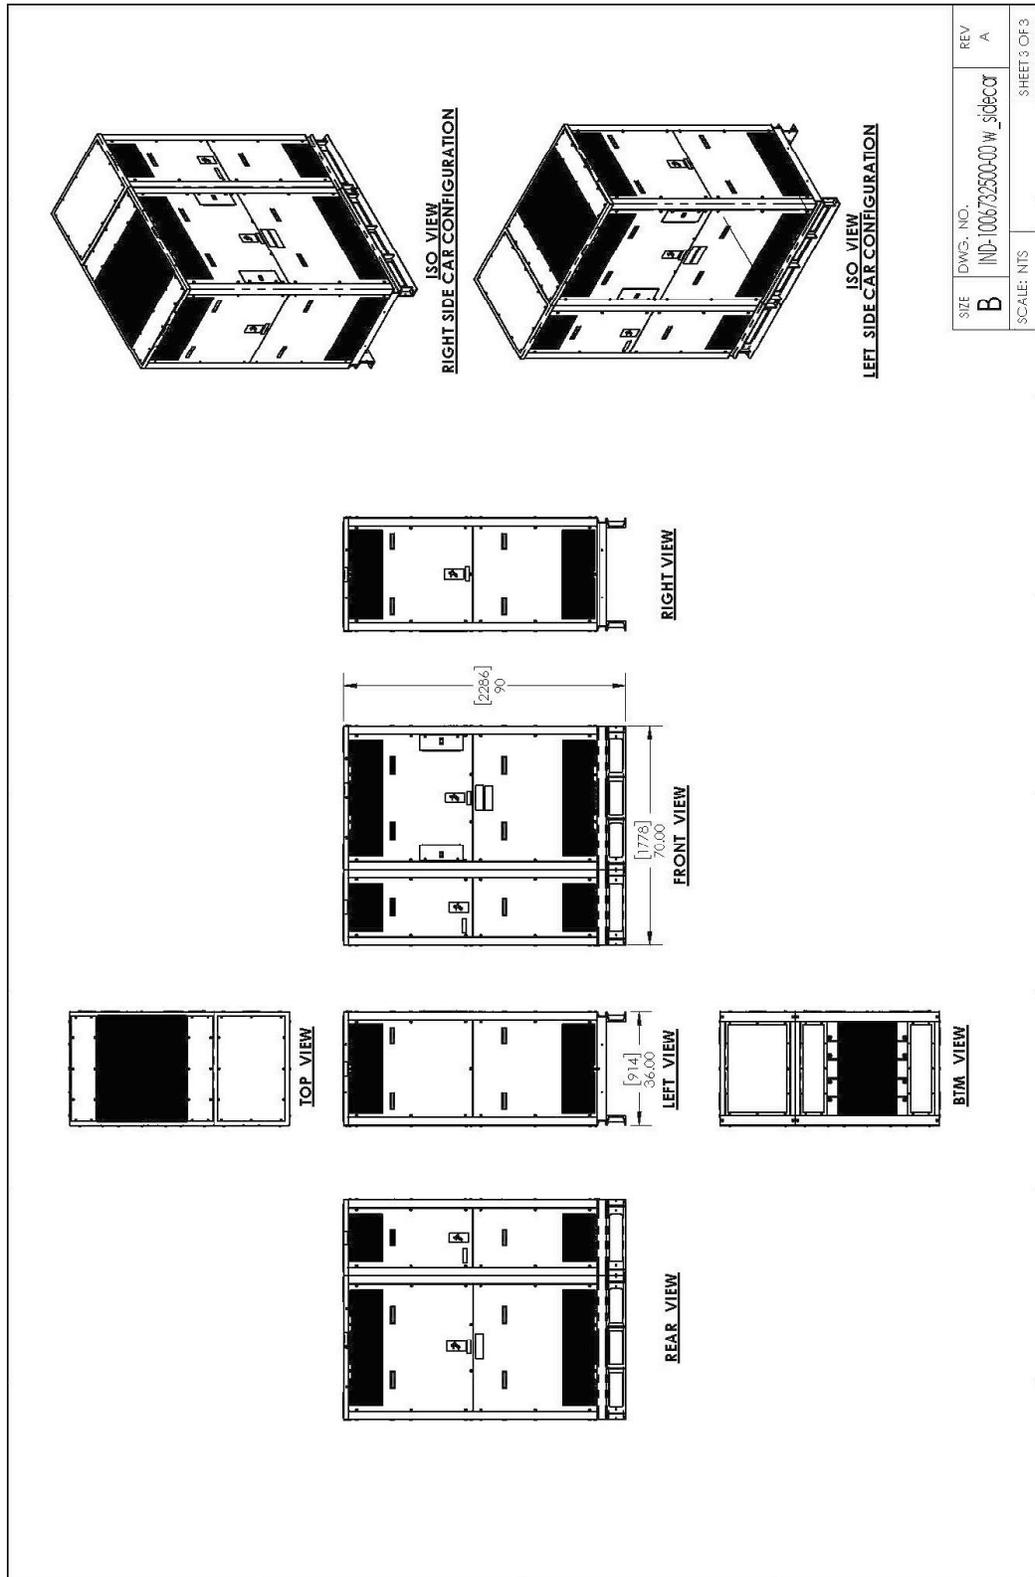 ISO VIEW
RIGHT SIDE CAR CONFIGURATION
ISO VIEW
LEFT SIDE CAR CONFIGURATION
RIGHT VIEW
[2286]
90
[1778]
70.00
FRONT VIEW
TOP VIEW
[914]
36.00
LEFT VIEW
BTM VIEW
REAR VIEW
SIZE
B
DWG. NO.
IND-1006732500-00 w_sidecar
REV
A
SCALE: NTS
SHEET 3 OF 3